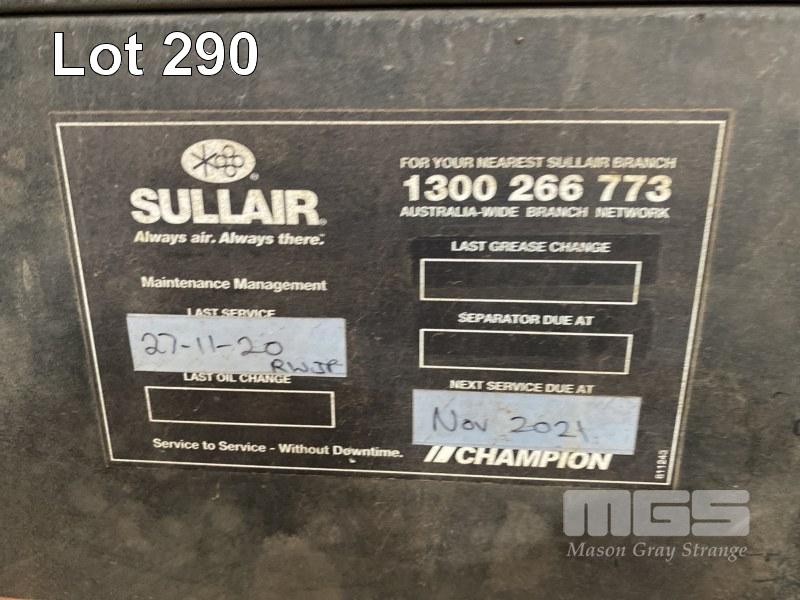 Lot 290
SULLAIR®
Always air. Always there.®
Maintenance Management
LAST SERVICE
27-11-20
RWJP
LAST OIL CHANGE
Service to Service - Without Downtime.
FOR YOUR NEAREST SULLAIR BRANCH
1300 266 773
AUSTRALIA-WIDE BRANCH NETWORK
LAST GREASE CHANGE
SEPARATOR DUE AT
NEXT SERVICE DUE AT
Nov 2021
CHAMPION
811243
MGS
Mason Gray Strange